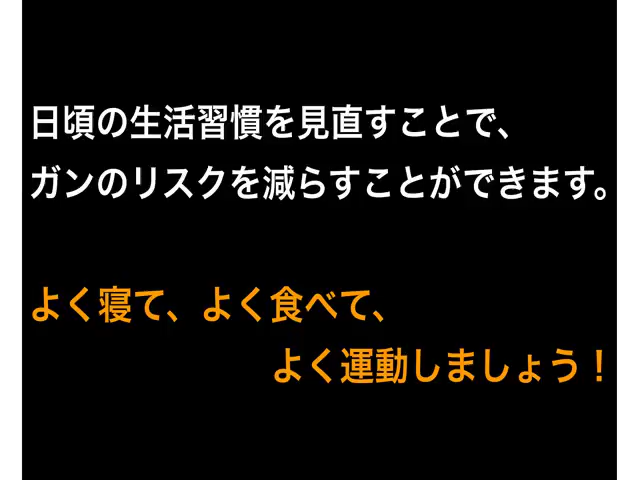 日頃の生活習慣を見直すことで、
ガンのリスクを減らすことができます。
よく寝て、よく食べて、
よく運動しましょう！